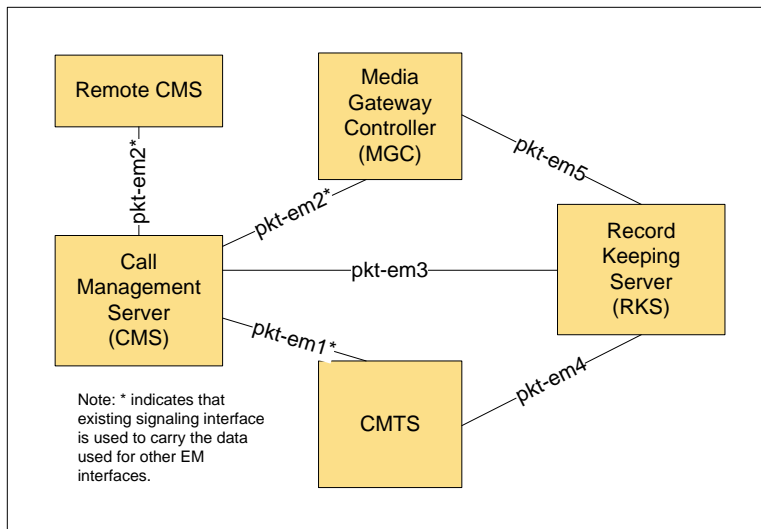 Remote CMS
Media
Gateway
Controller
(MGC)
pkt-em2*
pkt-em2*
pkt-em5
Call
Management
Server
(CMS)
pkt-em3
Record
Keeping
Server
(RKS)
pkt-em1*
pkt-em4
CMTS
Note: * indicates that
existing signaling interface
is used to carry the data
used for other EM
interfaces.